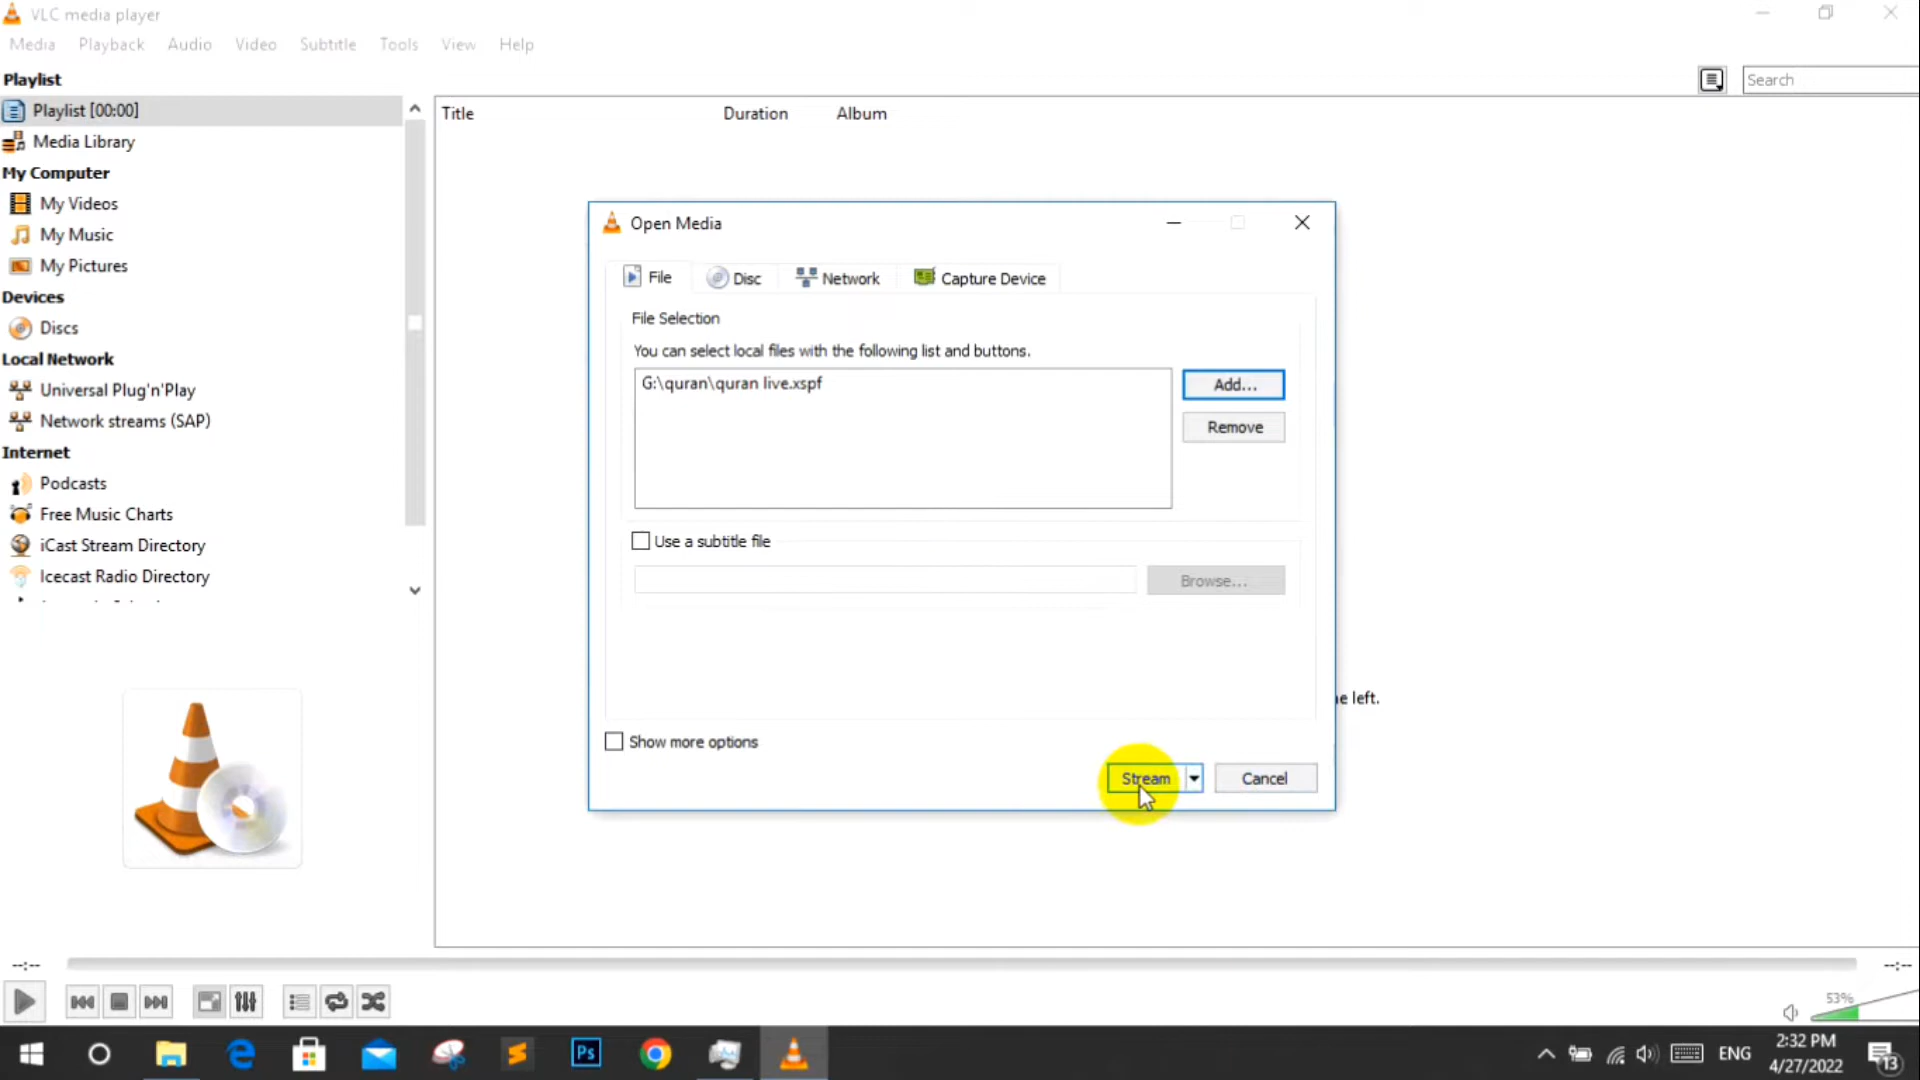 VLC media player
Media Playback Audio Video Subtitle Tools View Help
Playlist
Search
Playlist [00:00]
Title Duration Album
Media Library
My Computer
My Videos
My Music
My Pictures
Devices
Discs
Local Network
Universal Plug'n'Play
Network streams (SAP)
Internet
Podcasts
Free Music Charts
iCast Stream Directory
Icecast Radio Directory
Open Media
File Disc Network Capture Device
File Selection
You can select local files with the following list and buttons.
G:\quran\quran live.xspf
Add...
Remove
Use a subtitle file
Browse...
left.
Show more options
Stream Cancel
--:-- --:--
53%
Ps
ENG
2:32 PM
4/27/2022
13